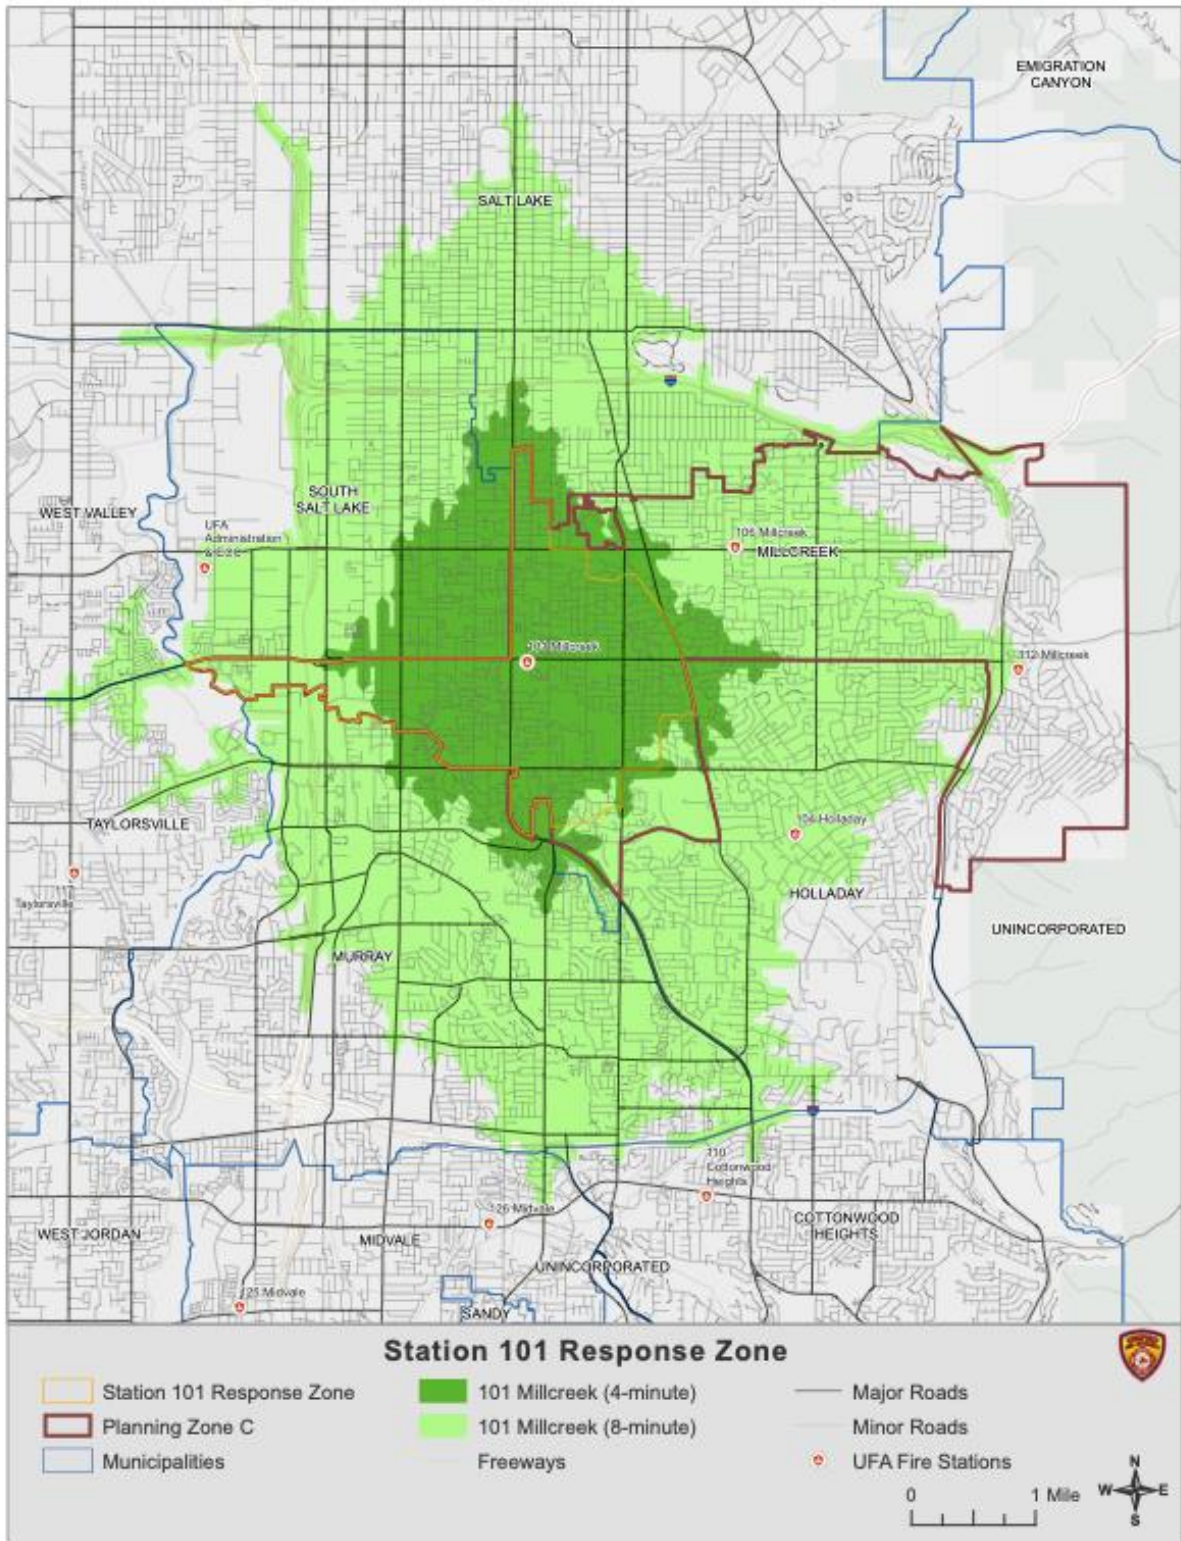 EMIGRATION
CANYON
SALT LAKE
SOUTH
SALT LAKE
WEST VALLEY
UFA
Administration
106 Millcreek
MILLCREEK
101 Millcreek
112 Millcreek
TAYLORSVILLE
104 Holladay
117
Taylorsville
HOLLADAY
UNINCORPORATED
MURRAY
110
Cottonwood
Heights
126 Midvale
WEST JORDAN
MIDVALE
COTTONWOOD
HEIGHTS
UNINCORPORATED
125 Midvale
SANDY
Station 101 Response Zone
Station 101 Response Zone
101 Millcreek (4-minute)
Major Roads
Planning Zone C
101 Millcreek (8-minute)
Minor Roads
Municipalities
Freeways
UFA Fire Stations
0
1 Mile
N
W
E
S